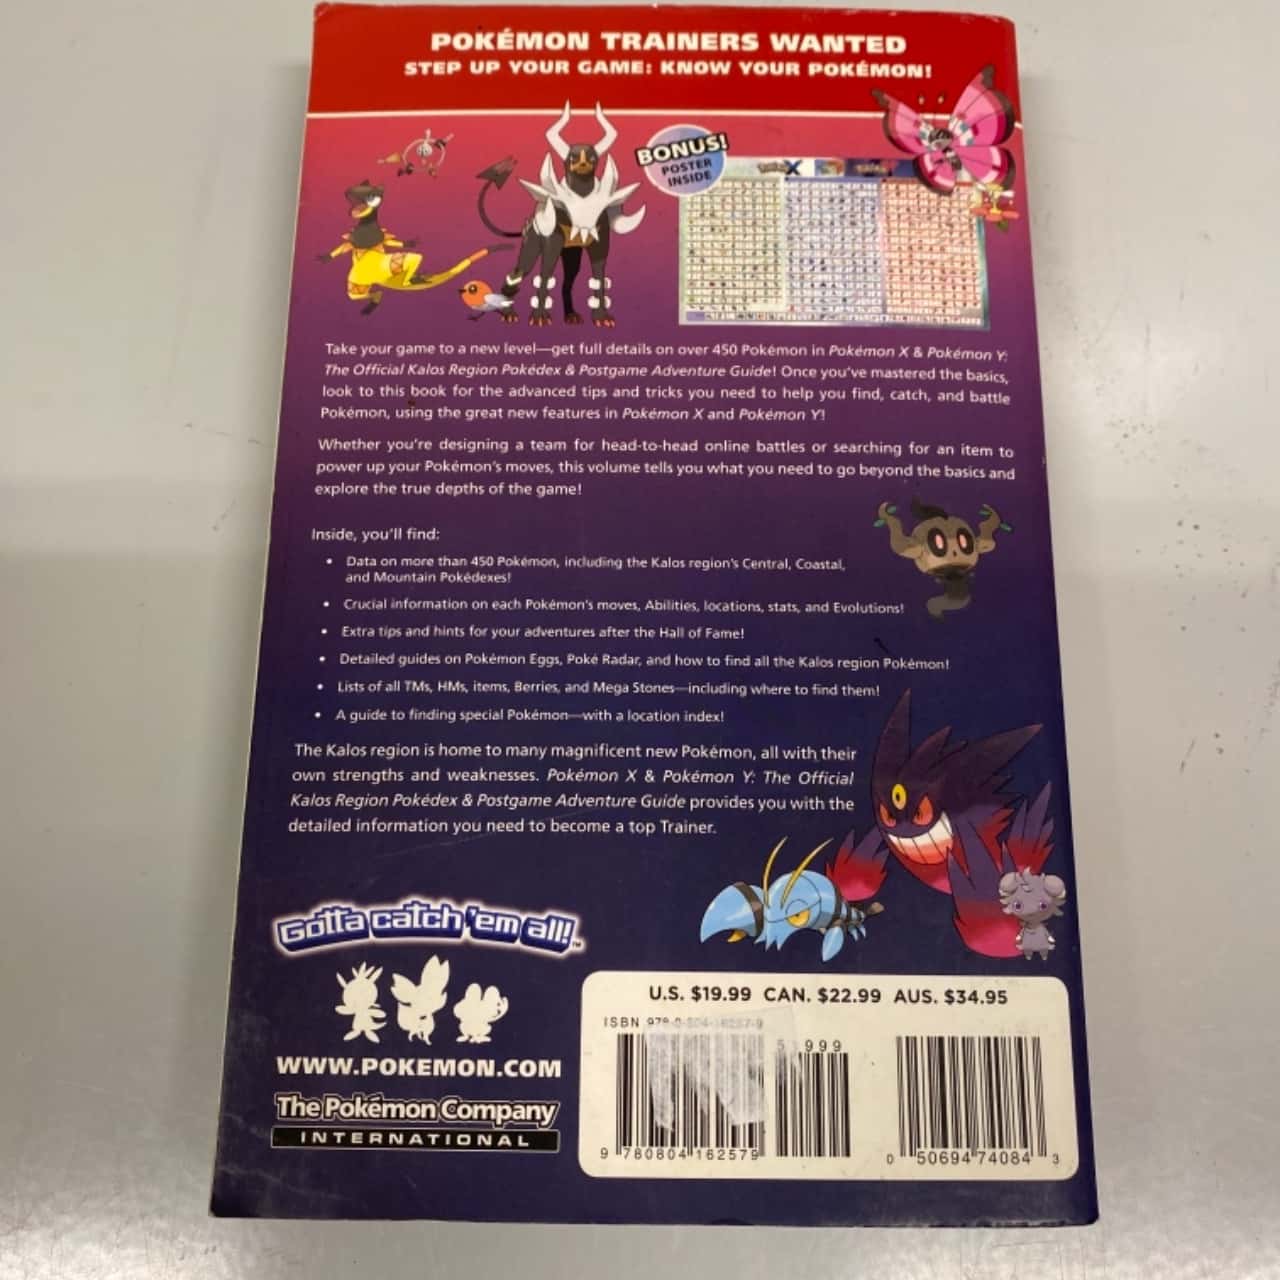 POKÉMON TRAINERS WANTED
STEP UP YOUR GAME: KNOW YOUR POKÉMON!
BONUS!
POSTER
INSIDE
Take your game to a new level—get full details on over 450 Pokémon in Pokémon X & Pokémon Y:
The Official Kalos Region Pokédex & Postgame Adventure Guide! Once you've mastered the basics,
look to this book for the advanced tips and tricks you need to help you find, catch, and battle
Pokémon, using the great new features in Pokémon X and Pokémon Y!
Whether you're designing a team for head-to-head online battles or searching for an item to
power up your Pokémon's moves, this volume tells you what you need to go beyond the basics and
explore the true depths of the game!
Inside, you'll find:
• Data on more than 450 Pokémon, including the Kalos region's Central, Coastal,
and Mountain Pokédexes!
• Crucial information on each Pokémon's moves, Abilities, locations, stats, and Evolutions!
• Extra tips and hints for your adventures after the Hall of Fame!
• Detailed guides on Pokémon Eggs, Poké Radar, and how to find all the Kalos region Pokémon!
• Lists of all TMs, HMs, items, Berries, and Mega Stones—including where to find them!
• A guide to finding special Pokémon—with a location index!
The Kalos region is home to many magnificent new Pokémon, all with their
own strengths and weaknesses. Pokémon X & Pokémon Y: The Official
Kalos Region Pokédex & Postgame Adventure Guide provides you with the
detailed information you need to become a top Trainer.
Gotta catch 'em all!™
WWW.POKEMON.COM
The Pokémon Company
INTERNATIONAL
U.S. $19.99 CAN. $22.99 AUS. $34.95
ISBN 978-0-804-16257-9
999
9 780804 162579
0 50694 74084 3